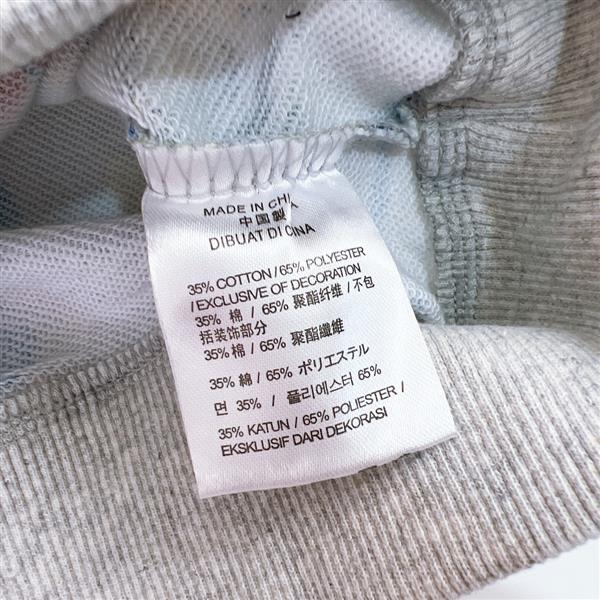 MADE IN CHINA
中国製
DIBUAT DI CINA
35% COTTON / 65% POLYESTER
/ EXCLUSIVE OF DECORATION
35% 棉 / 65% 聚酯纤维 / 不包
括装饰部分
35% 棉 / 65% 聚酯纖維
35% 綿 / 65% ポリエステル
면 35% / 폴리에스터 65%
35% KATUN / 65% POLIESTER /
EKSKLUSIF DARI DEKORASI